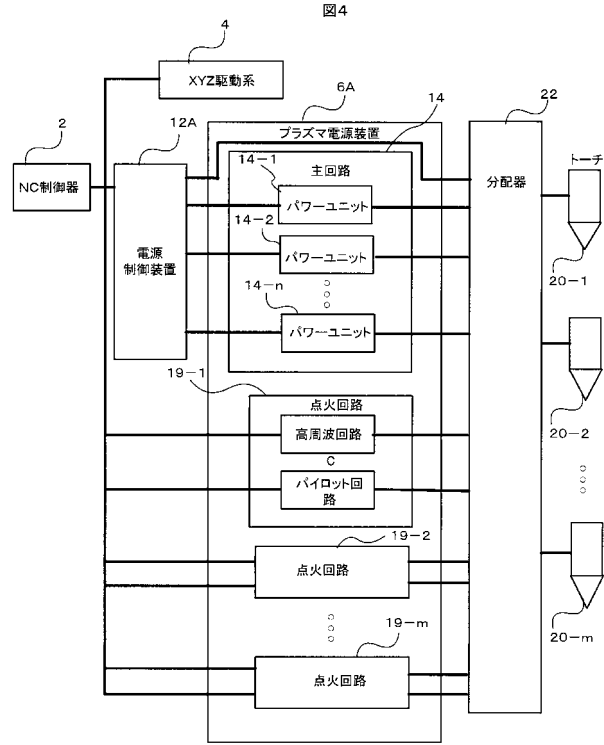 図4
4
XYZ駆動系
6A
14
22
2
12A
プラズマ電源装置
NC制御器
電源
制御装置
主回路
14-1
パワーユニット
14-2
パワーユニット
14-n
パワーユニット
分配器
トーチ
20-1
19-1
点火回路
高周波回路
C
パイロット回
路
20-2
19-2
点火回路
19-m
点火回路
20-m